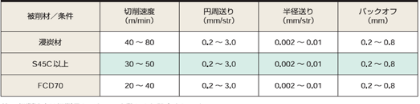 被削材／条件 切削速度 (m/min) 円周送り (mm/str) 半径送り (mm/str) バックオフ (mm)
浸炭材 40 ~ 80 0.2 ~ 3.0 0.002 ~ 0.01 0.2 ~ 0.8
S45C以上 30 ~ 50 0.2 ~ 3.0 0.002 ~ 0.01 0.2 ~ 0.8
FCD70 20 ~ 40 0.2 ~ 3.0 0.002 ~ 0.01 0.2 ~ 0.8